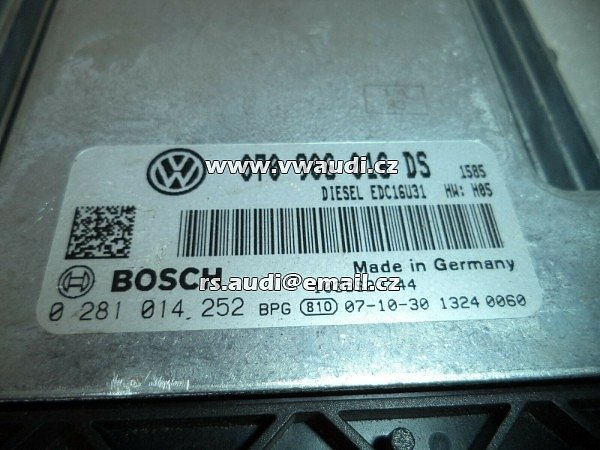 www.vwaudi.cz
DS 1585
DIESEL EDC16U31 HW: H05
BOSCH
Made in Germany
rs.audi@email.cz
0 281 014 252 BPG 810 07-10-30 1324 0060